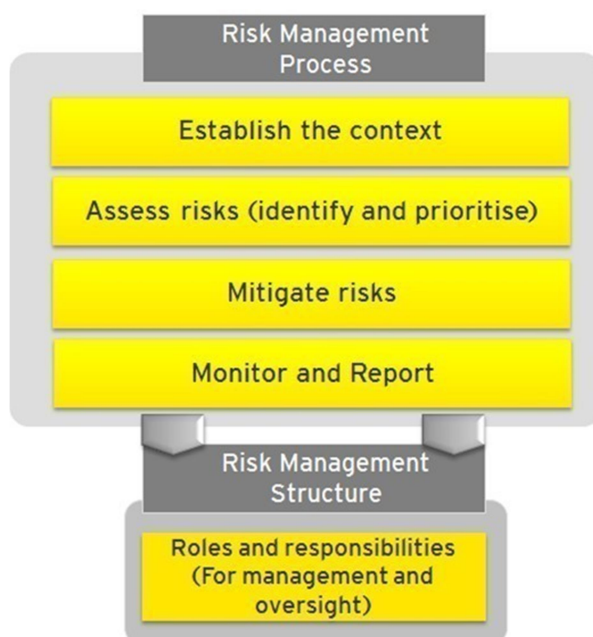 Risk Management
Process
Establish the context
Assess risks (identify and prioritise)
Mitigate risks
Monitor and Report
Risk Management
Structure
Roles and responsibilities
(For management and
oversight)